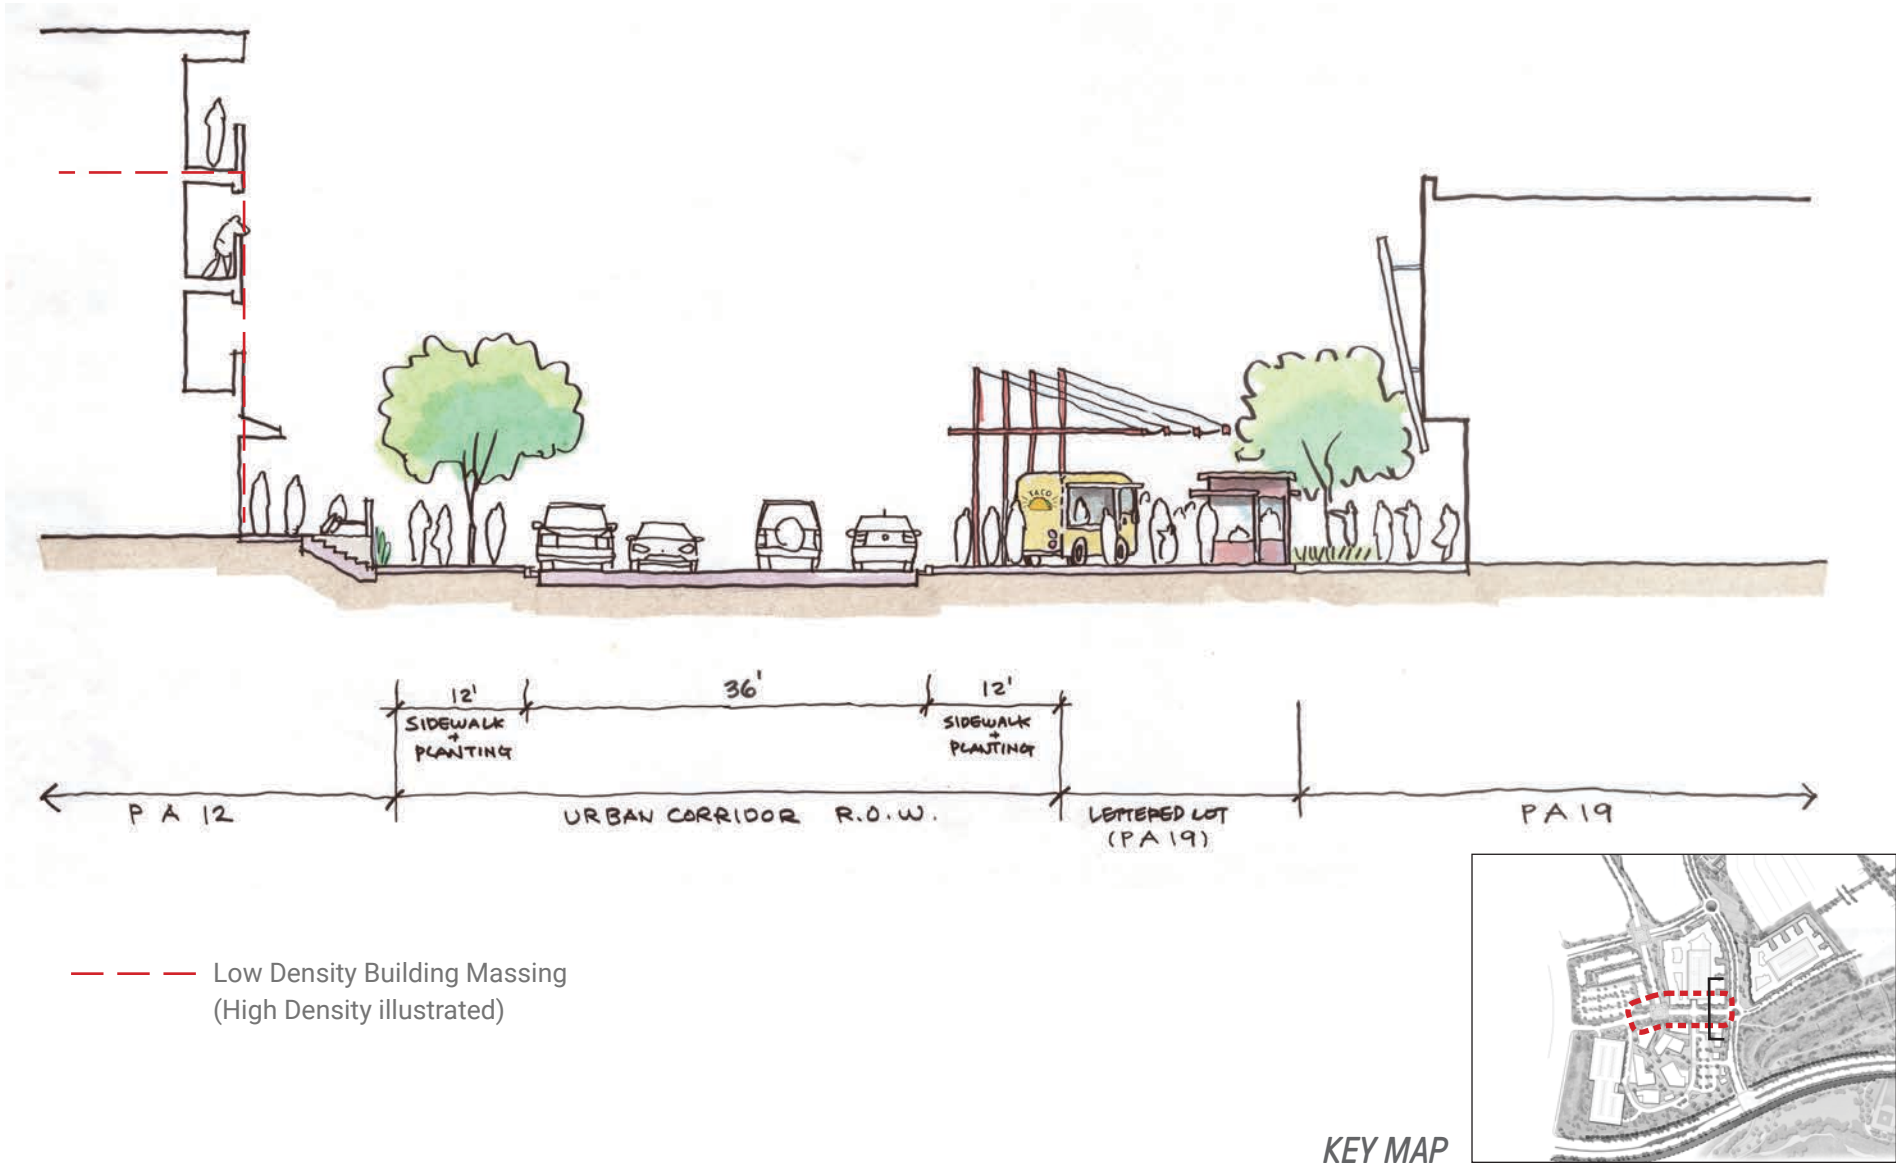 TACO
12'
36'
12'
SIDEWALK
+
PLANTING
SIDEWALK
+
PLANTING
PA 12
URBAN CORRIDOR R.O.W.
LETTERED LOT
(PA 19)
PA 19
Low Density Building Massing
(High Density illustrated)
KEY MAP